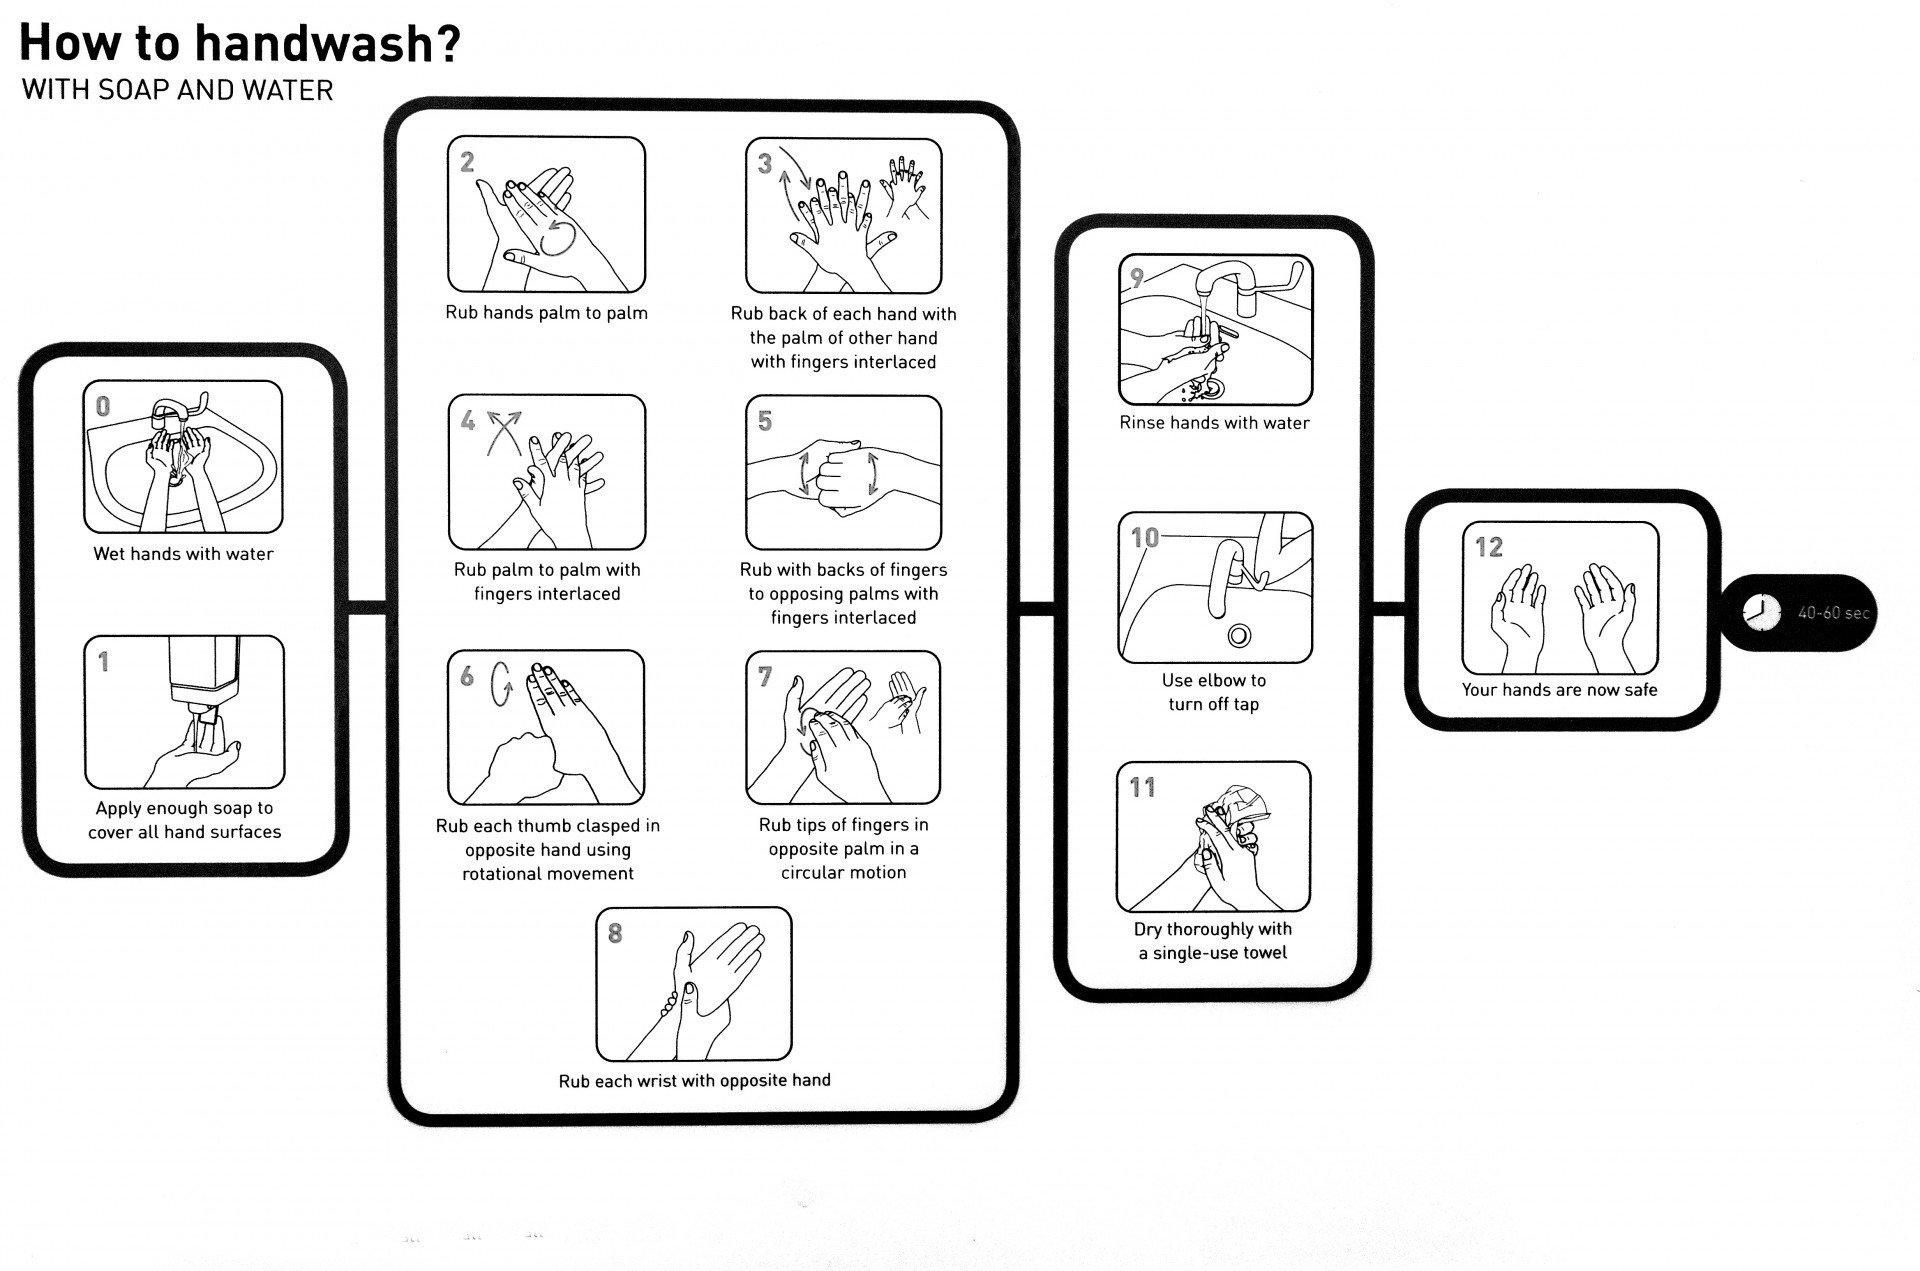 How to handwash?
WITH SOAP AND WATER
0
Wet hands with water
1
Apply enough soap to
cover all hand surfaces
2
Rub hands palm to palm
3
Rub back of each hand with
the palm of other hand
with fingers interlaced
4
Rub palm to palm with
fingers interlaced
5
Rub with backs of fingers
to opposing palms with
fingers interlaced
6
Rub each thumb clasped in
opposite hand using
rotational movement
7
Rub tips of fingers in
opposite palm in a
circular motion
8
Rub each wrist with opposite hand
9
Rinse hands with water
10
Use elbow to
turn off tap
11
Dry thoroughly with
a single-use towel
12
Your hands are now safe
40-60 sec